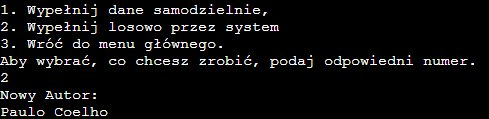 1. Wypełnij dane samodzielnie,
2. Wypełnij losowo przez system
3. Wróć do menu głównego.
Aby wybrać, co chcesz zrobić, podaj odpowiedni numer.
2
Nowy Autor:
Paulo Coelho